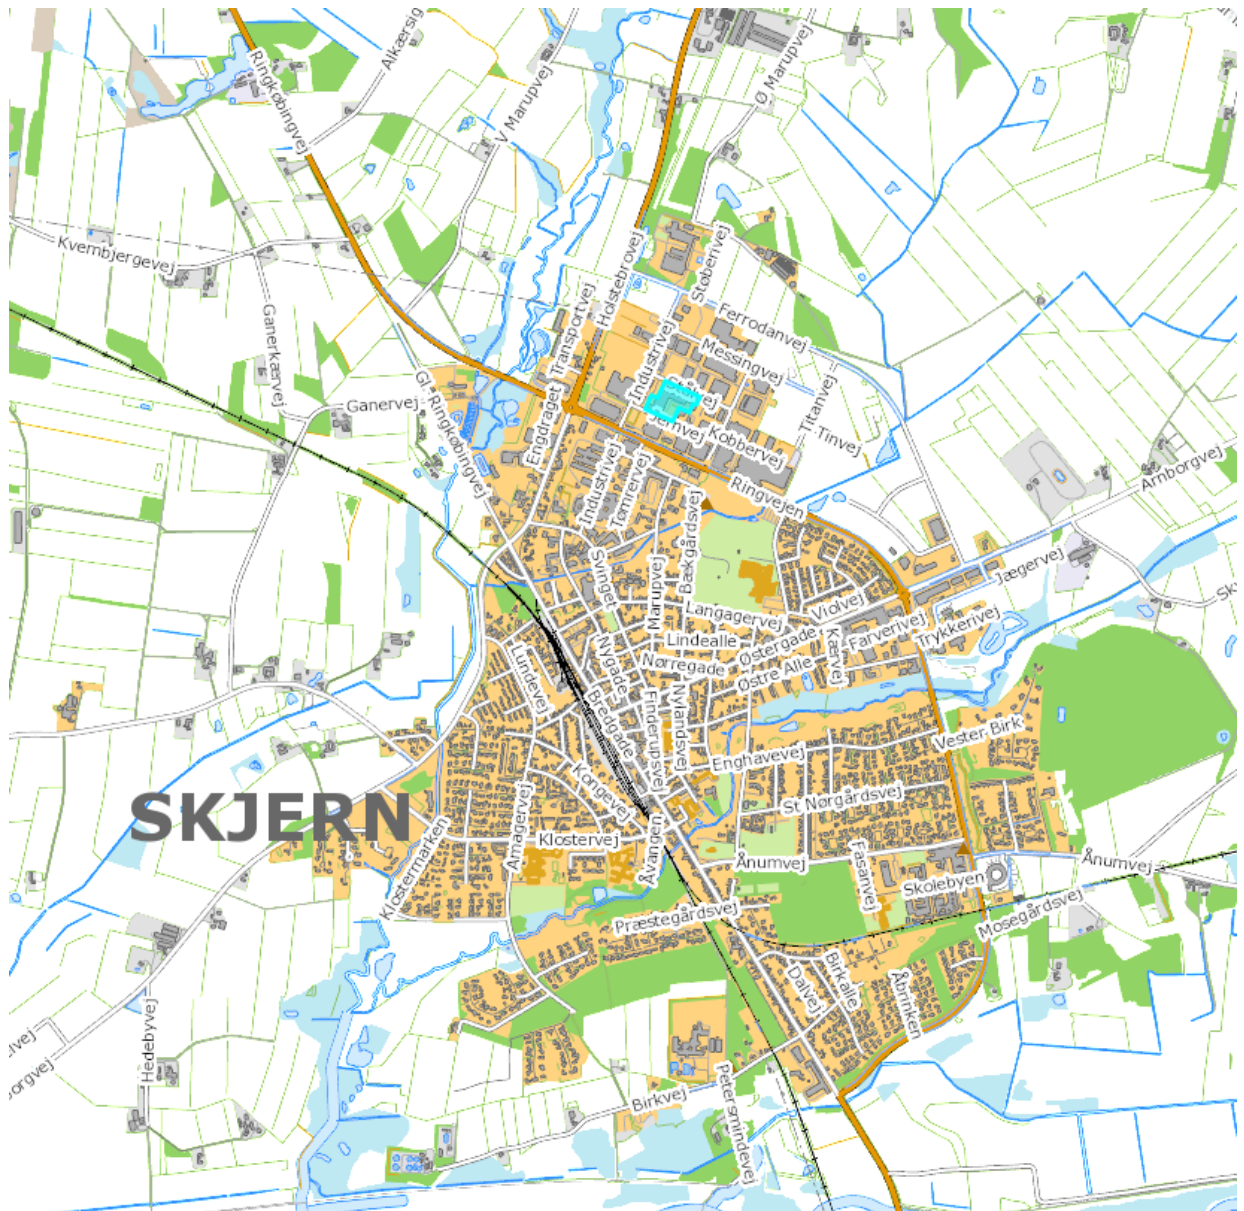 Alkærsig
V Marupvej
Ø Marupvej
Ringkøbingvej
Kvembjergevej
Støberivej
Holstebrovej
Transportvej
Ganerkærvej
Ferrodanvej
Industrivej
Messingvej
Gl. Ringkøbingvej
Engdraget
Ganervej
Titanvej
Tinvej
Jernvej
Kobbervej
Industrivej
Tømrervej
Ringvejen
Arnborgvej
Bækgårdsvej
Svinget
Marupvej
Jægervej
Langagervej
Violvej
Lindealle
Østergade
Kærvej
Farverivej
Trykkerivej
Nygade
Nørregade
Østre Alle
Lundevej
Bredgade
Finderupsvej
Nylandsvej
Vester Birk
Enghavevej
Kongevej
St Nørgårdsvej
SKJERN
Amagervej
Klostervej
Åvangen
Klostermarken
Ånumvej
Fasanvej
Skolebyen
Ånumvej
Præstegårdsvej
Mosegårdsvej
Birkalle
Dalvej
Åbrinken
Hedebyvej
Birkvej
Petersmindevej